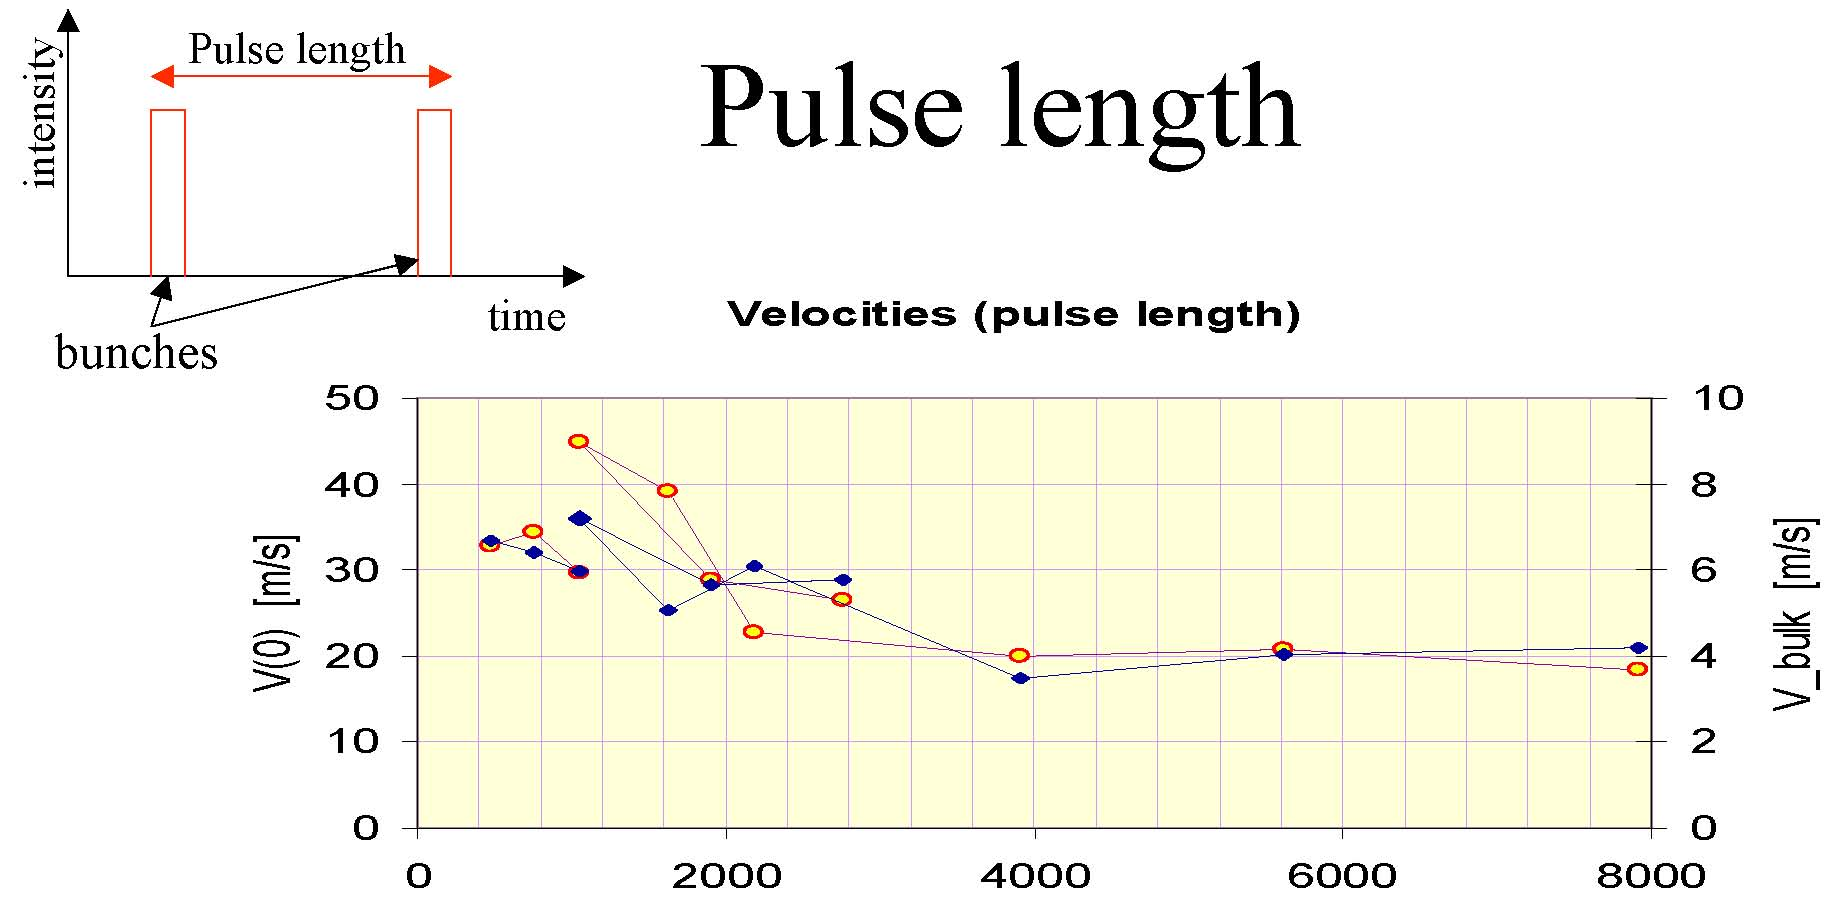 Pulse length
intensity
time
bunches
Pulse length
Velocities (pulse length)
50
40
30
20
10
0
V(0) [m/s]
10
8
6
4
2
0
V_bulk [m/s]
0 2000 4000 6000 8000